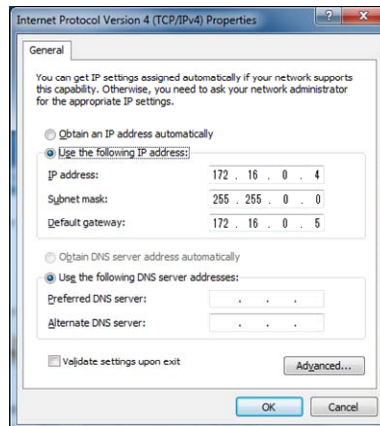 Internet Protocol Version 4 (TCP/IPv4) Properties
General
You can get IP settings assigned automatically if your network supports
this capability. Otherwise, you need to ask your network administrator
for the appropriate IP settings.
Obtain an IP address automatically
Use the following IP address:
IP address: 172 . 16 . 0 . 4
Subnet mask: 255 . 255 . 0 . 0
Default gateway: 172 . 16 . 0 . 5
Obtain DNS server address automatically
Use the following DNS server addresses:
Preferred DNS server: . . .
Alternate DNS server: . . .
Validate settings upon exit
Advanced...
OK Cancel